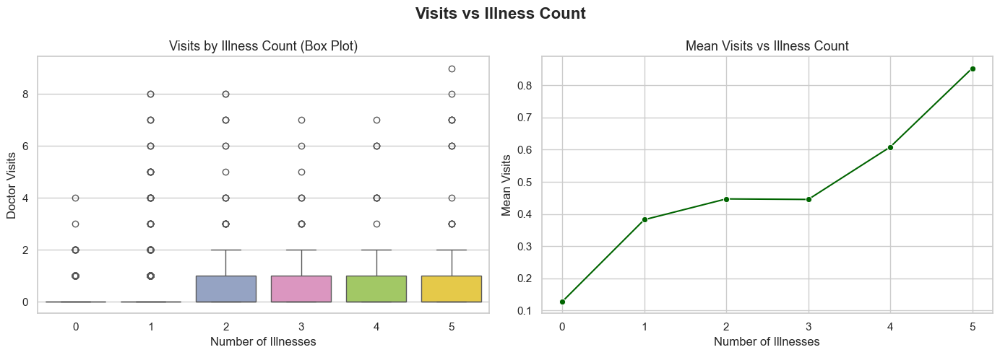 Visits vs Illness Count
Visits by Illness Count (Box Plot)
Doctor Visits
8
6
4
2
0
0 1 2 3 4 5
Number of Illnesses
Mean Visits vs Illness Count
Mean Visits
0.8
0.7
0.6
0.5
0.4
0.3
0.2
0.1
0 1 2 3 4 5
Number of Illnesses